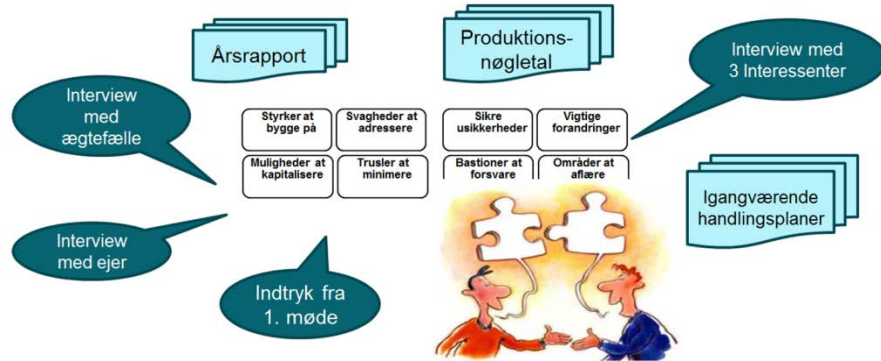 Årsrapport
Produktions-
nøgletal
Interview med
3 Interessenter
Interview
med
ægtefælle
Styrker at
bygge på
Svagheder at
adressere
Sikre
usikkerheder
Vigtige
forandringer
Muligheder at
kapitalisere
Trusler at
minimere
Bastioner at
forsvare
Områder at
aflære
Igangværende
handlingsplaner
Interview
med ejer
Indtryk fra
1. møde